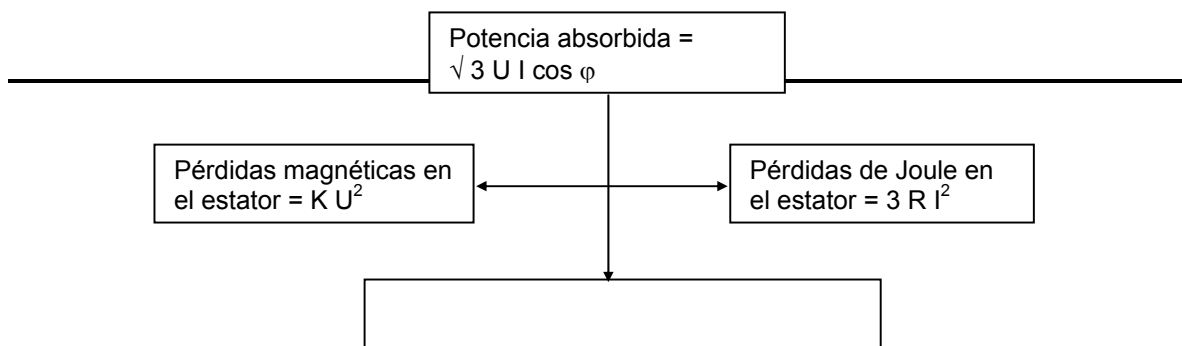 Potencia absorbida =
√ 3 U I cos φ
Pérdidas magnéticas en
el estator = K U²
Pérdidas de Joule en
el estator = 3 R I²